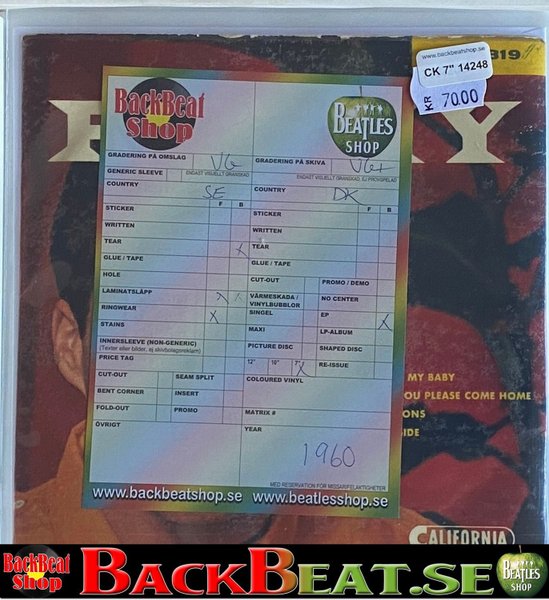 www.backbeatshop.se
CK 7" 14248
KR 70.00
319
BackBeat
Shop
BEATLES
SHOP
GRADERING PÅ OMSLAG VG
GRADERING PÅ SKIVA VG+
GENERIC SLEEVE
ENDAST VISUELLT GRANSKAD
ENDAST VISUELLT GRANSKAD, EJ PROVSPELAD
COUNTRY SE
COUNTRY DK
F B
F B
STICKER
STICKER
WRITTEN
WRITTEN
TEAR X
TEAR
GLUE / TAPE
GLUE / TAPE
HOLE
CUT-OUT
PROMO / DEMO
LAMINATSLÄPP X
VÄRMESKADA /
VINYLBUBBLOR
NO CENTER
RINGWEAR X
SINGEL
EP X
STAINS
MAXI
LP-ALBUM
INNERSLEEVE (NON-GENERIC)
(Texter eller bilder, ej skivbolagsreklam)
PICTURE DISC
SHAPED DISC
PRICE TAG
12" 10" 7" X
RE-ISSUE
CUT-OUT
SEAM SPLIT
COLOURED VINYL
BENT CORNER
INSERT
FOLD-OUT
PROMO
MATRIX #
ÖVRIGT
YEAR
1960
MED RESERVATION FÖR MISSAR/FELAKTIGHETER
www.backbeatshop.se www.beatlesshop.se
MY BABY
OU PLEASE COME HOME
ONS
IDE
CALIFORNIA
BackBeat
Shop
BACKBEAT.SE
BEATLES
SHOP